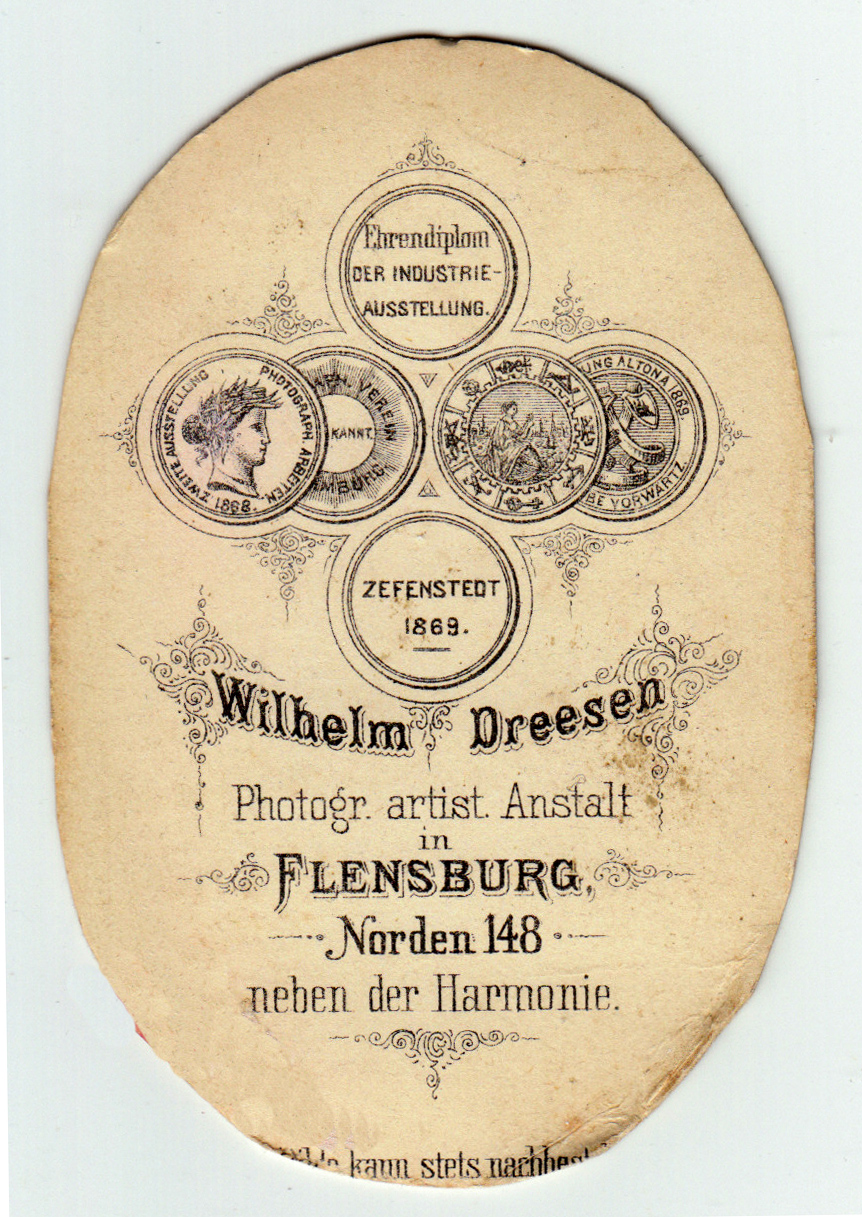 Ehrendiplom
DER INDUSTRIE-
AUSSTELLUNG.
ZWEITE AUSSTELLUNG PHOTOGRAPH. ARBEITEN.
1868.
VEREIN
KANNT.
MBURG
UNG ALTONA 1869
BE VORWÄRTZ
ZEFENSTEDT
1869.
Wilhelm Dreesen
Photogr. artist. Anstalt
in
FLENSBURG,
Norden 148
neben der Harmonie.
kann stets nachbest